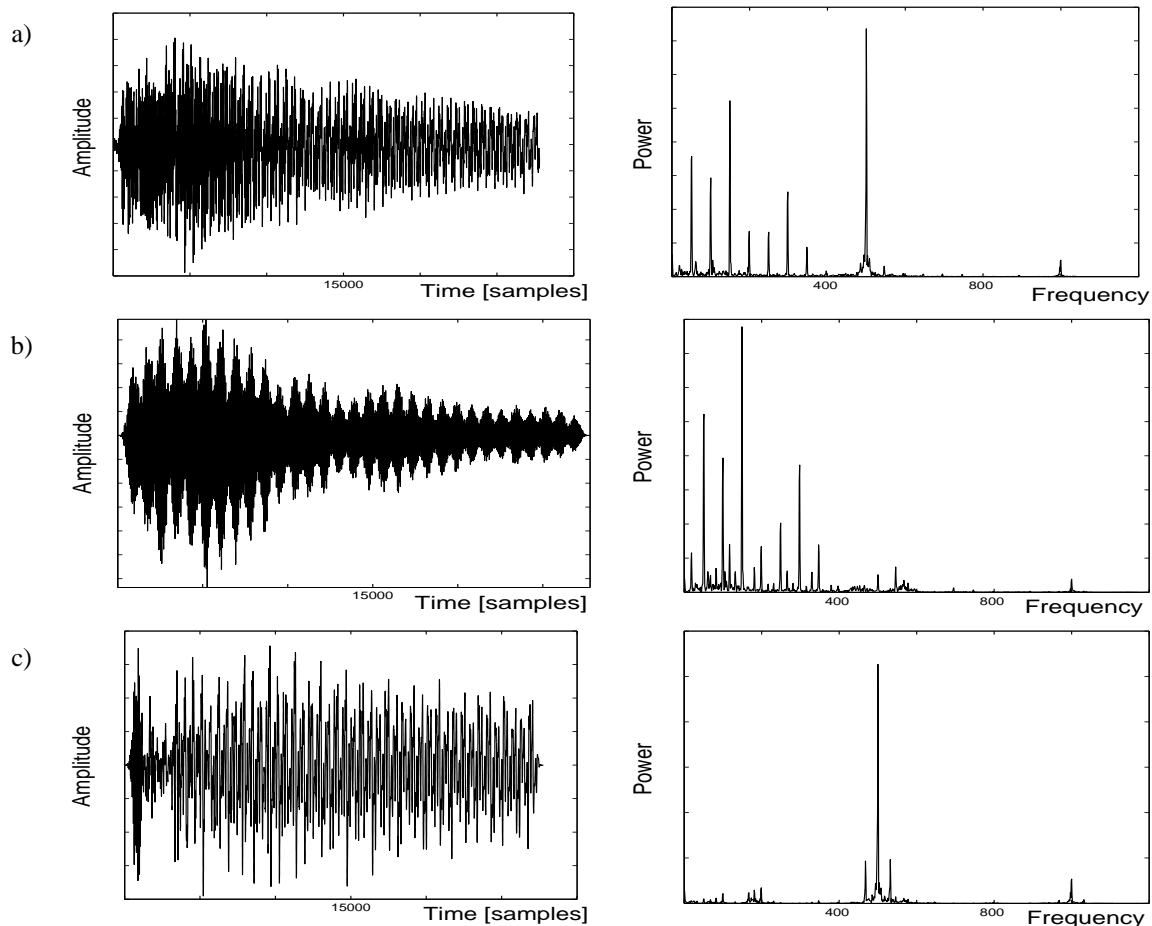 a)
Amplitude
15000
Time [samples]
Power
400
800
Frequency
b)
Amplitude
15000
Time [samples]
Power
400
800
Frequency
c)
Amplitude
15000
Time [samples]
Power
400
800
Frequency